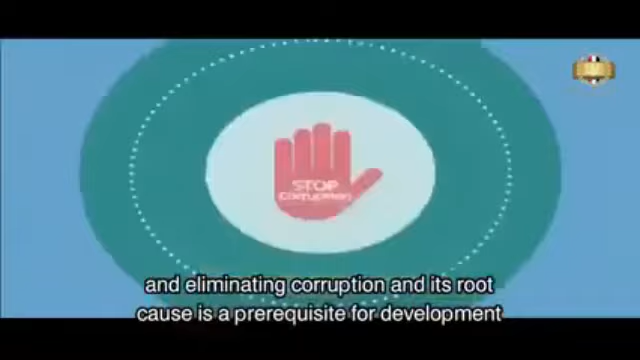 STOP
Corruption
and eliminating corruption and its root
cause is a prerequisite for development